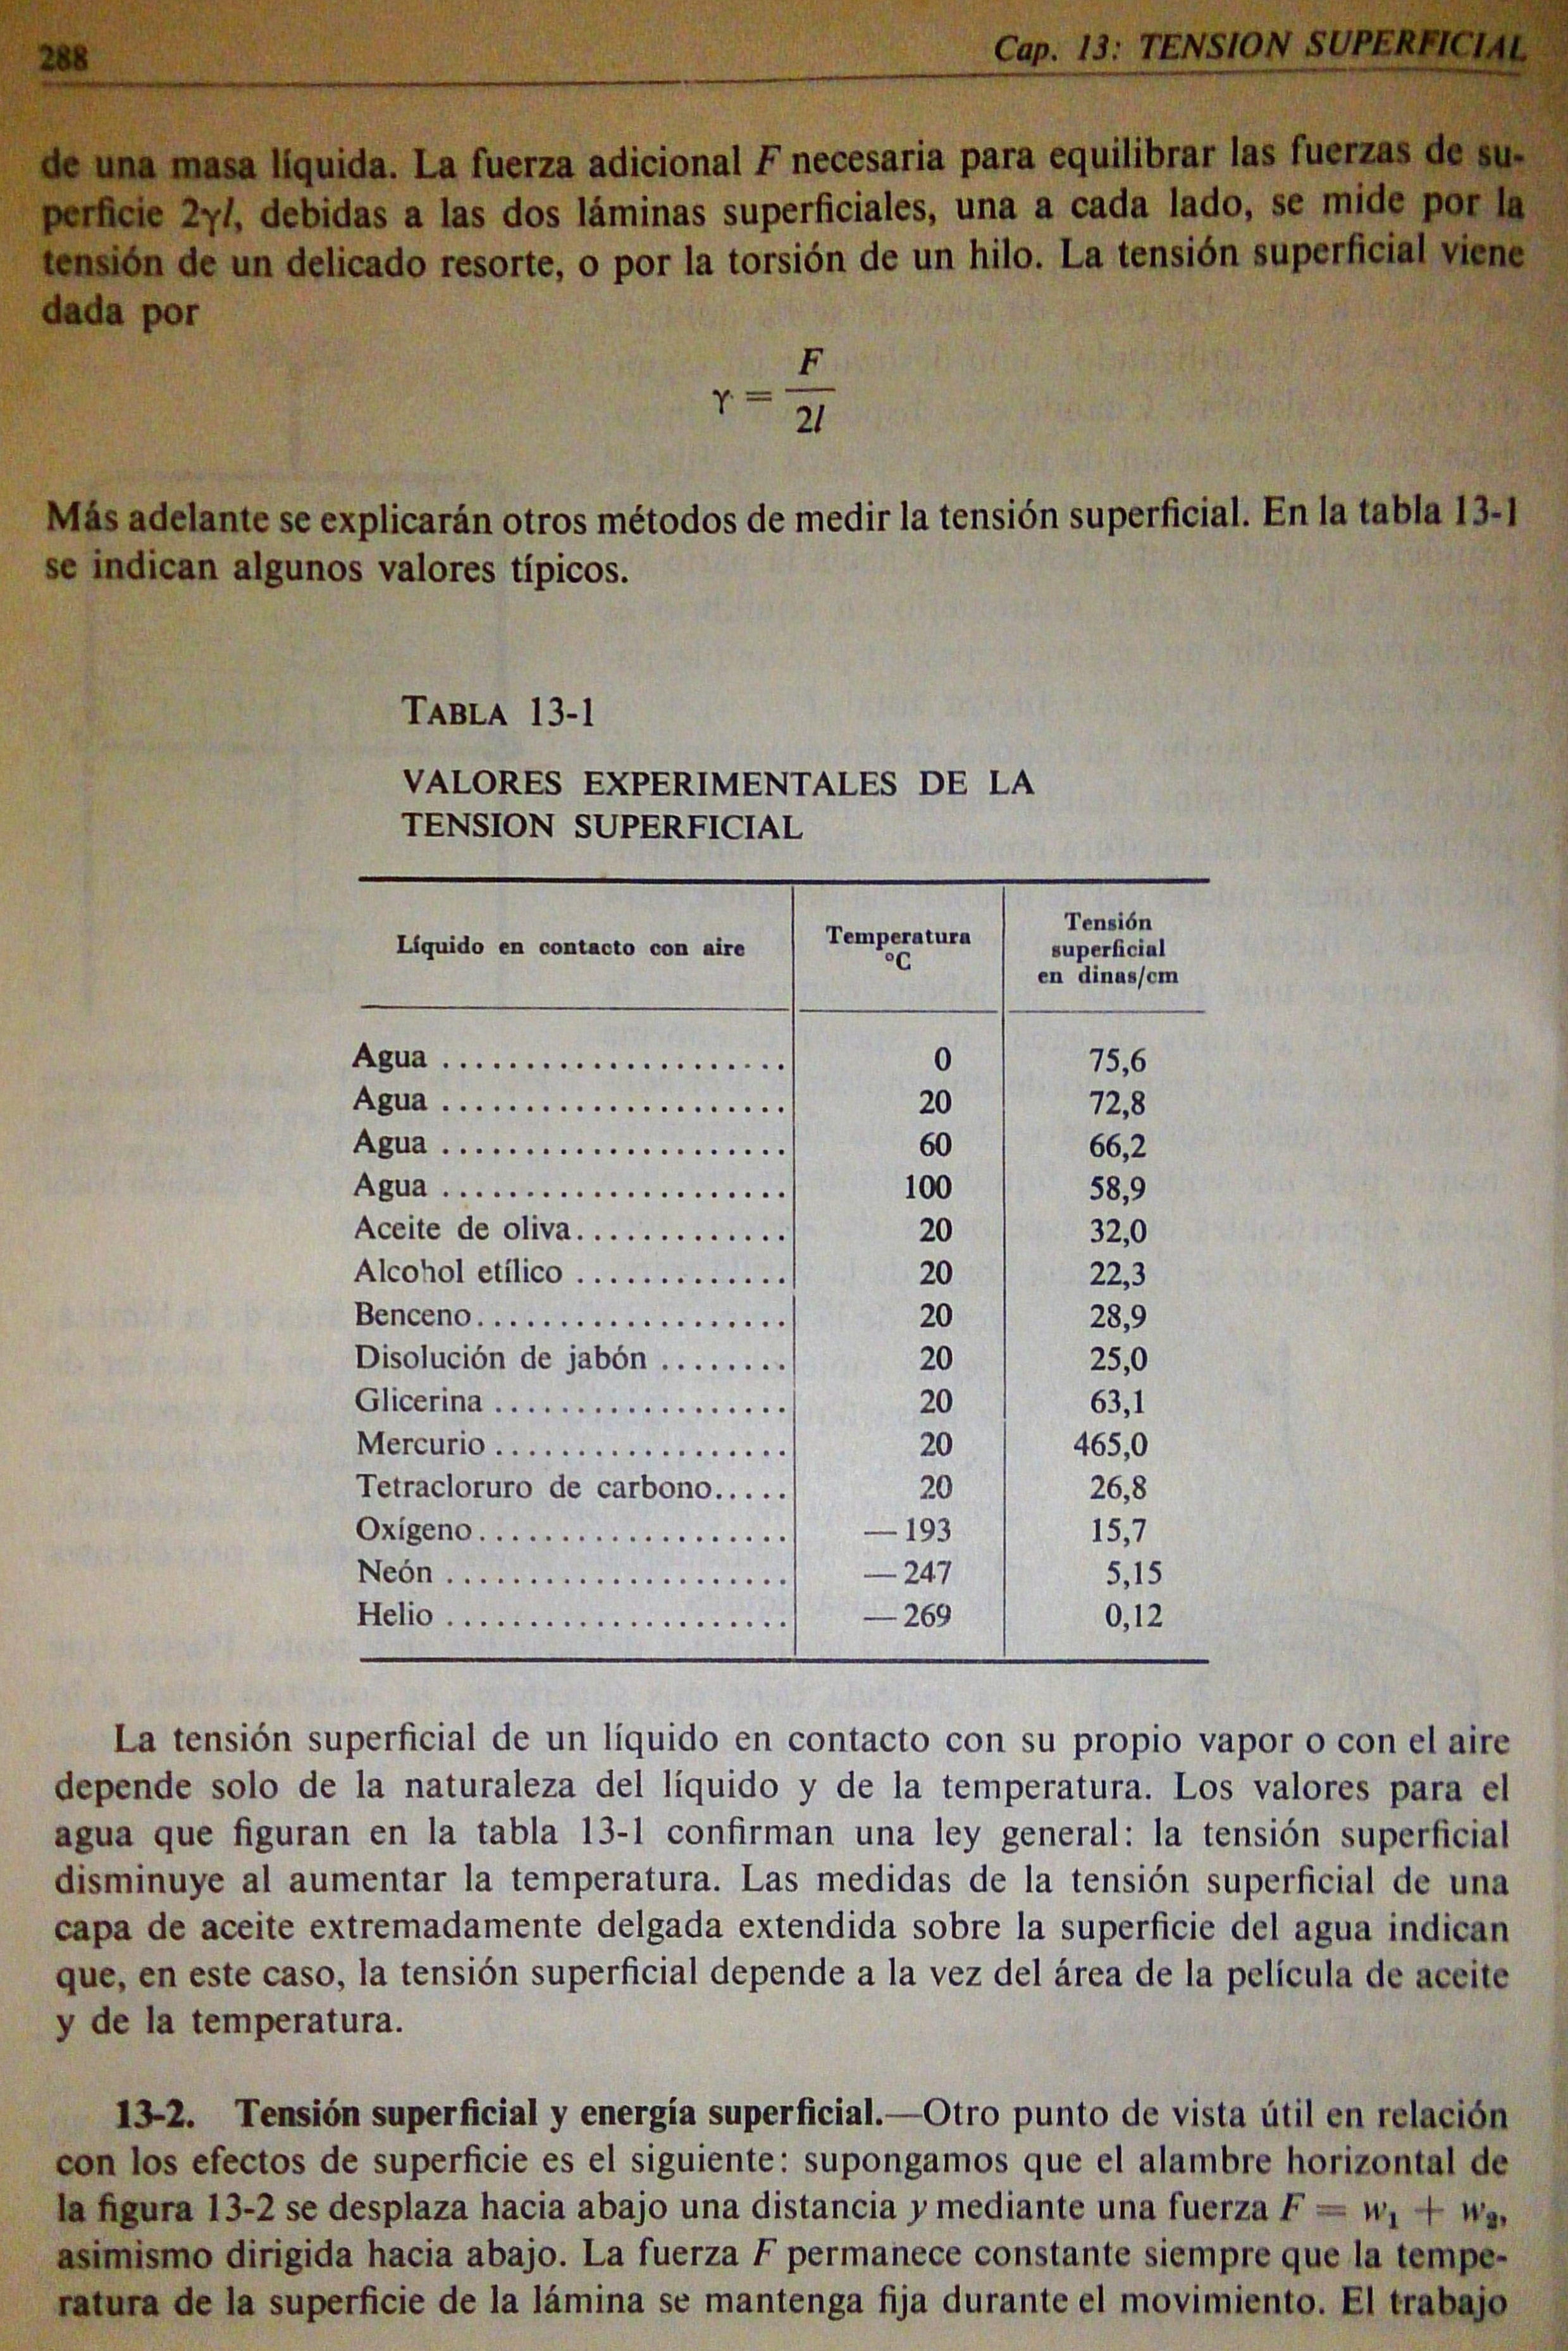 288
Cap. 13: TENSION SUPERFICIAL
de una masa líquida. La fuerza adicional F necesaria para equilibrar las fuerzas de su-
perficie 2γl, debidas a las dos láminas superficiales, una a cada lado, se mide por la
tensión de un delicado resorte, o por la torsión de un hilo. La tensión superficial viene
dada por
γ = F / 2l
Más adelante se explicarán otros métodos de medir la tensión superficial. En la tabla 13-1
se indican algunos valores típicos.
TABLA 13-1
VALORES EXPERIMENTALES DE LA
TENSION SUPERFICIAL
Líquido en contacto con aire | Temperatura °C | Tensión superficial en dinas/cm
Agua ..................... 0 75,6
Agua ..................... 20 72,8
Agua ..................... 60 66,2
Agua ..................... 100 58,9
Aceite de oliva............. 20 32,0
Alcohol etílico ............. 20 22,3
Benceno................... 20 28,9
Disolución de jabón ........ 20 25,0
Glicerina .................. 20 63,1
Mercurio .................. 20 465,0
Tetracloruro de carbono..... 20 26,8
Oxígeno................... — 193 15,7
Neón ..................... — 247 5,15
Helio ..................... — 269 0,12
La tensión superficial de un líquido en contacto con su propio vapor o con el aire
depende solo de la naturaleza del líquido y de la temperatura. Los valores para el
agua que figuran en la tabla 13-1 confirman una ley general: la tensión superficial
disminuye al aumentar la temperatura. Las medidas de la tensión superficial de una
capa de aceite extremadamente delgada extendida sobre la superficie del agua indican
que, en este caso, la tensión superficial depende a la vez del área de la película de aceite
y de la temperatura.
13-2. Tensión superficial y energía superficial.—Otro punto de vista útil en relación
con los efectos de superficie es el siguiente: supongamos que el alambre horizontal de
la figura 13-2 se desplaza hacia abajo una distancia y mediante una fuerza F = w₁ + w₂,
asimismo dirigida hacia abajo. La fuerza F permanece constante siempre que la tempe-
ratura de la superficie de la lámina se mantenga fija durante el movimiento. El trabajo